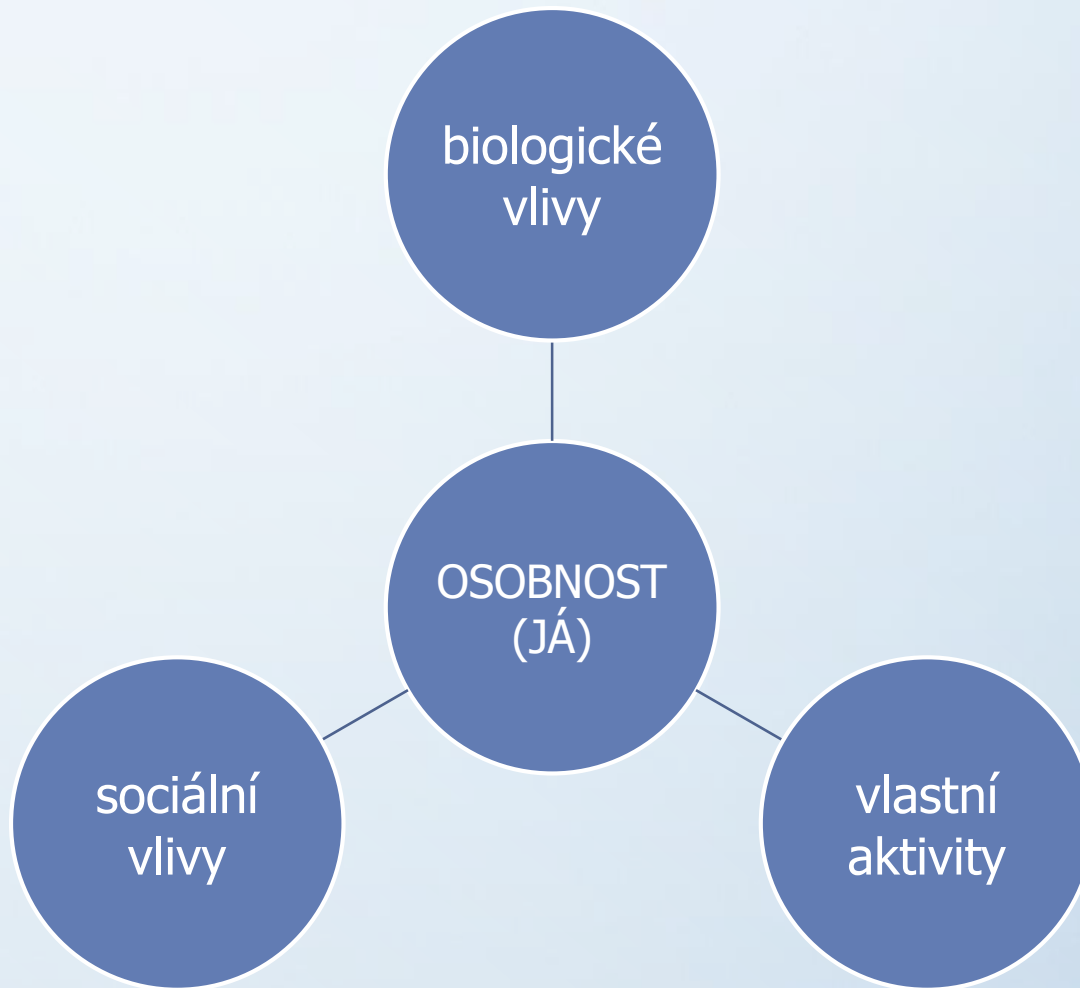 biologické
vlivy
OSOBNOST
(JÁ)
sociální
vlivy
vlastní
aktivity